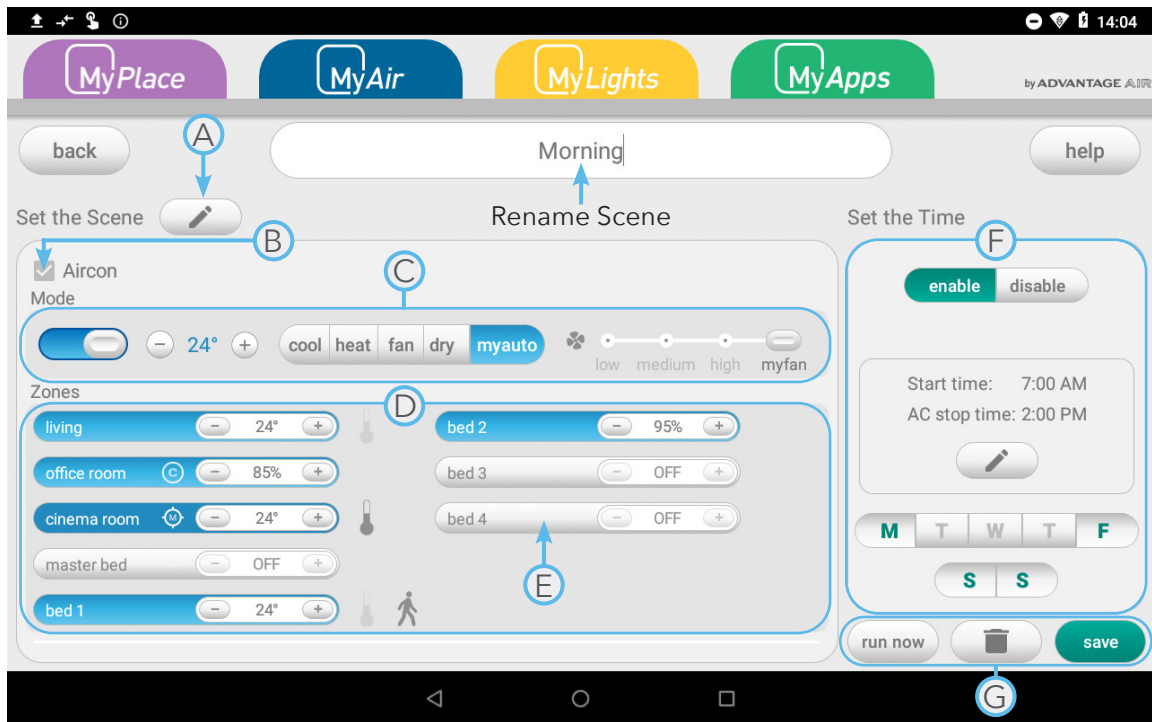 14:04
MyPlace
MyAir
MyLights
MyApps
by ADVANTAGE AIR
back
A
Morning
help
Set the Scene
Rename Scene
Set the Time
B
F
Aircon
C
enable disable
Mode
24° cool heat fan dry myauto low medium high myfan
Zones
D
living 24°
bed 2 95%
office room C 85%
bed 3 OFF
cinema room M 24°
bed 4 OFF
master bed OFF
E
bed 1 24°
Start time: 7:00 AM
AC stop time: 2:00 PM
M T W T F
S S
run now save
G